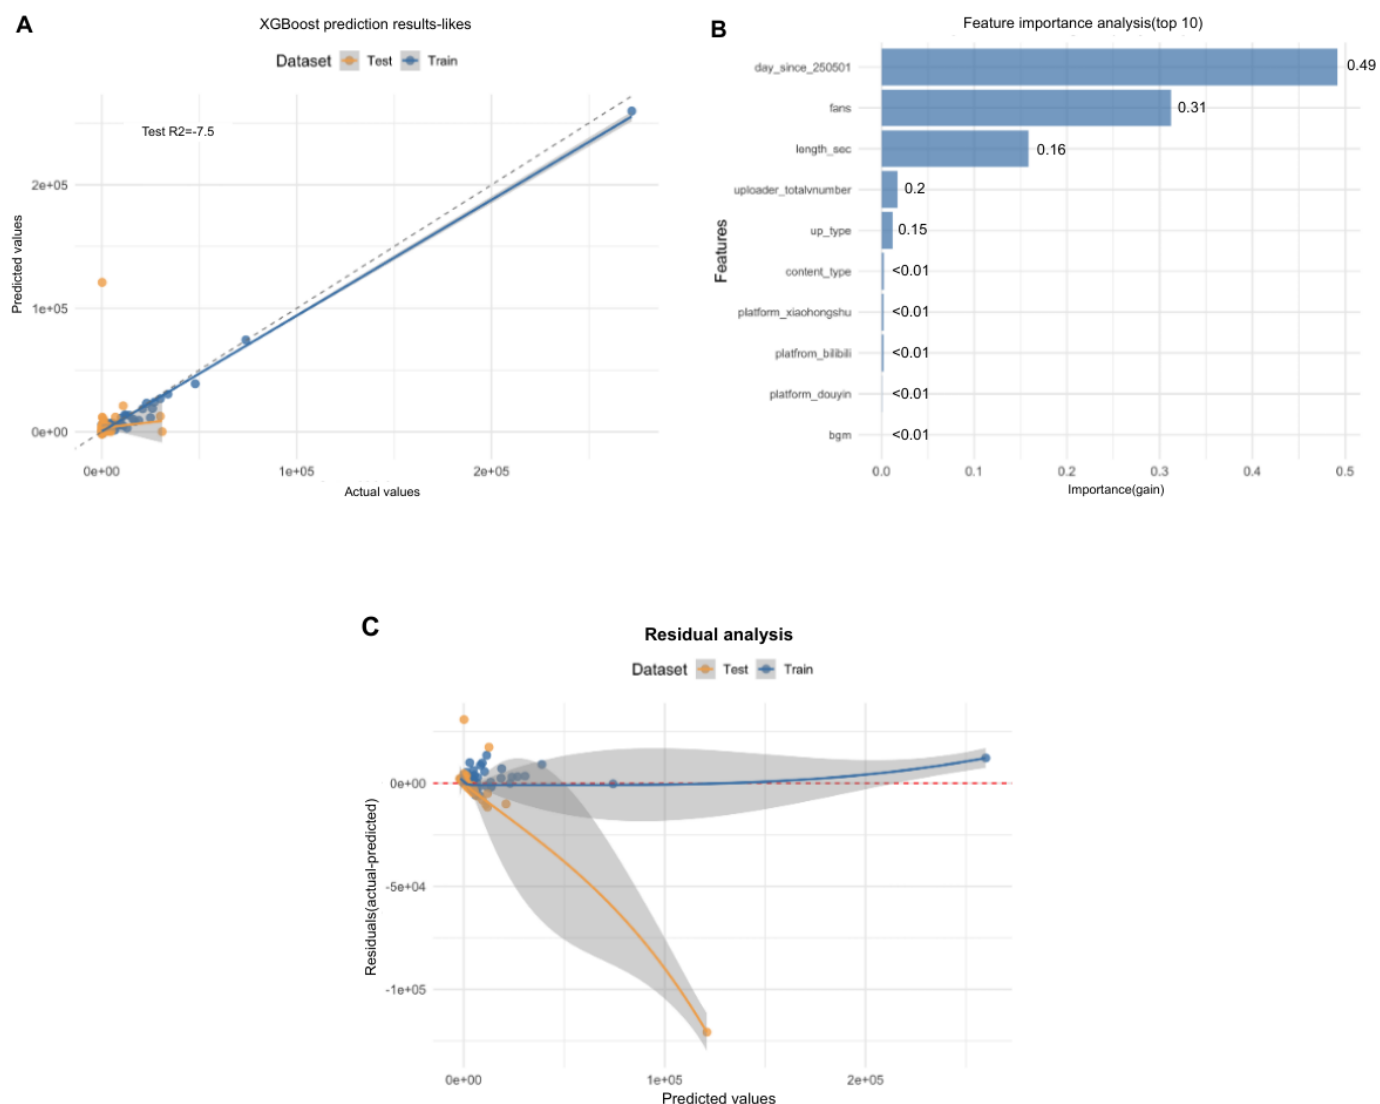 A
XGBoost prediction results-likes
Dataset Test Train
Test R2=-7.5
Predicted values
2e+05
1e+05
0e+00
0e+00 1e+05 2e+05
Actual values
B
Feature importance analysis(top 10)
Features
day_since_250501 0.49
fans 0.31
length_sec 0.16
uploader_totalvnumber 0.2
up_type 0.15
content_type <0.01
platform_xiaohongshu <0.01
platfrom_bilibili <0.01
platform_douyin <0.01
bgm <0.01
0.0 0.1 0.2 0.3 0.4 0.5
Importance(gain)
C
Residual analysis
Dataset Test Train
Residuals(actual-predicted)
0e+00
-5e+04
-1e+05
0e+00 1e+05 2e+05
Predicted values